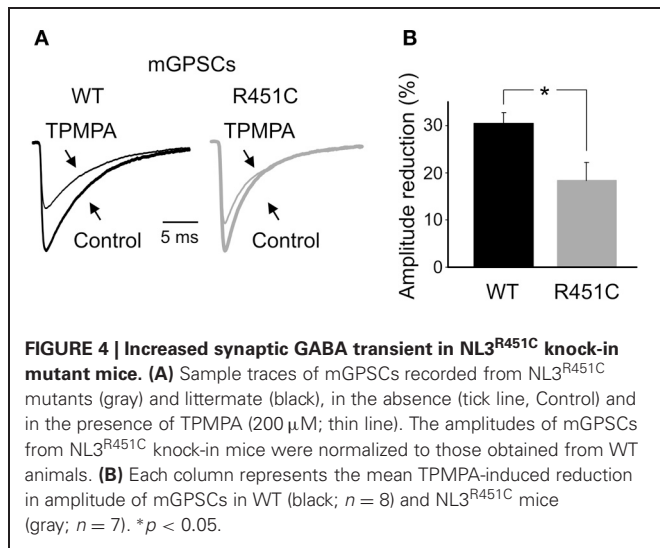 A
mGPSCs
WT
R451C
TPMPA
TPMPA
Control
Control
5 ms
B
Amplitude reduction (%)
30
20
10
0
*
WT
R451C
FIGURE 4 | Increased synaptic GABA transient in NL3R451C knock-in
mutant mice. (A) Sample traces of mGPSCs recorded from NL3R451C
mutants (gray) and littermate (black), in the absence (tick line, Control) and
in the presence of TPMPA (200 μM; thin line). The amplitudes of mGPSCs
from NL3R451C knock-in mice were normalized to those obtained from WT
animals. (B) Each column represents the mean TPMPA-induced reduction
in amplitude of mGPSCs in WT (black; n = 8) and NL3R451C mice
(gray; n = 7). *p < 0.05.